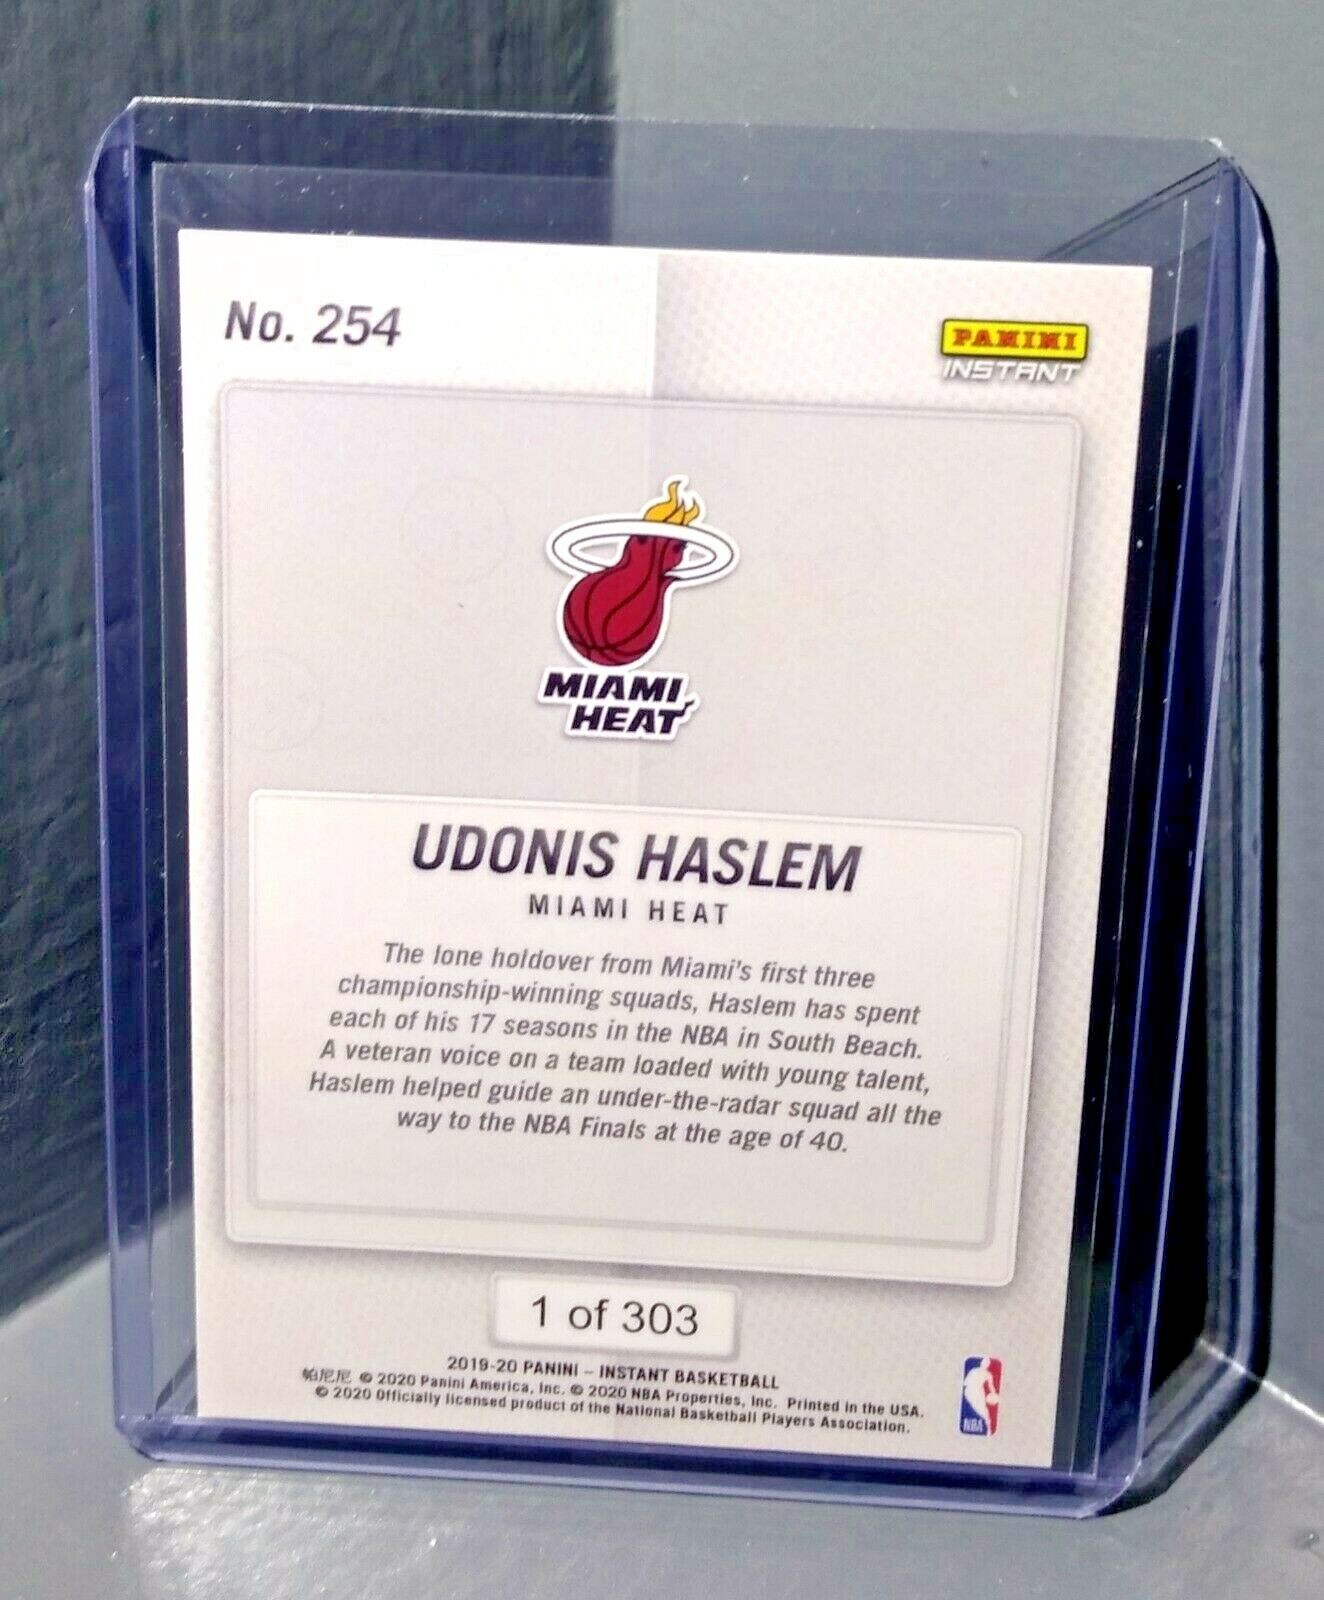 No. 254
PANINI
INSTANT
MIAMI
HEAT
UDONIS HASLEM
MIAMI HEAT
The lone holdover from Miami's first three
championship-winning squads, Haslem has spent
each of his 17 seasons in the NBA in South Beach.
A veteran voice on a team loaded with young talent,
Haslem helped guide an under-the-radar squad all the
way to the NBA Finals at the age of 40.
1 of 303
2019-20 PANINI – INSTANT BASKETBALL
帕尼尼 © 2020 Panini America, Inc. © 2020 NBA Properties, Inc. Printed in the USA.
© 2020 Officially licensed product of the National Basketball Players Association.
NBA